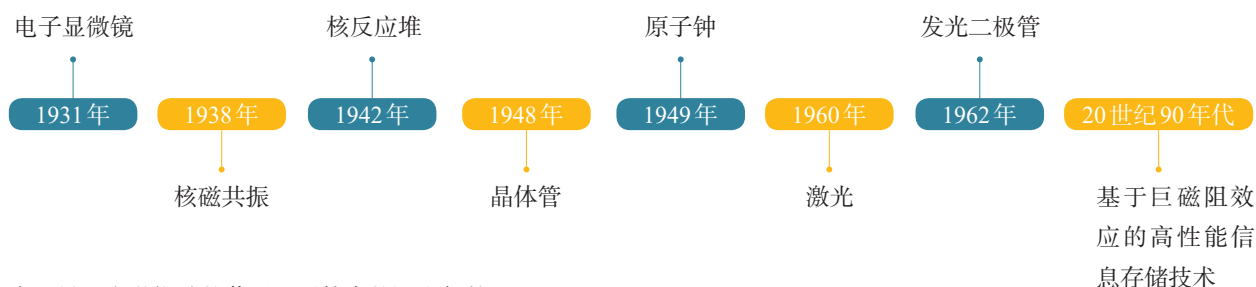 电子显微镜
核反应堆
原子钟
发光二极管
1931年
1938年
1942年
1948年
1949年
1960年
1962年
20世纪90年代
核磁共振
晶体管
激光
基于巨磁阻效
应的高性能信
息存储技术